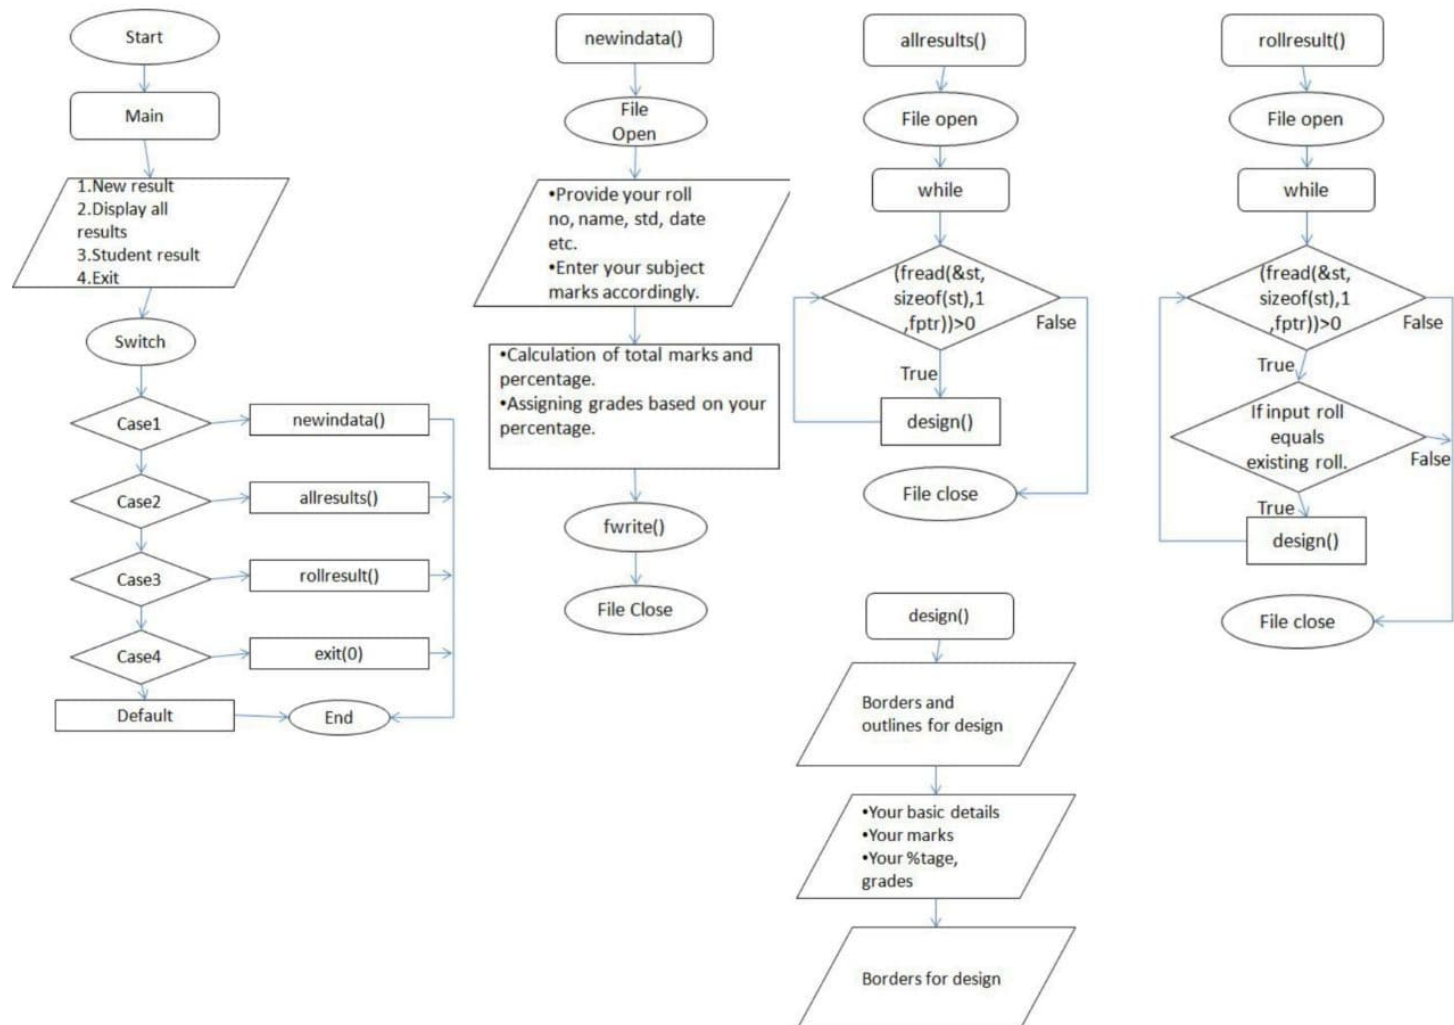 Start
Main
1.New result
2.Display all
results
3.Student result
4.Exit
Switch
Case1
newindata()
Case2
allresults()
Case3
rollresult()
Case4
exit(0)
Default
End
newindata()
File
Open
•Provide your roll
no, name, std, date
etc.
•Enter your subject
marks accordingly.
•Calculation of total marks and
percentage.
•Assigning grades based on your
percentage.
fwrite()
File Close
allresults()
File open
while
(fread(&st,
sizeof(st),1
,fptr))>0
False
True
design()
File close
design()
Borders and
outlines for design
•Your basic details
•Your marks
•Your %tage,
grades
Borders for design
rollresult()
File open
while
(fread(&st,
sizeof(st),1
,fptr))>0
False
True
If input roll
equals
existing roll.
False
True
design()
File close